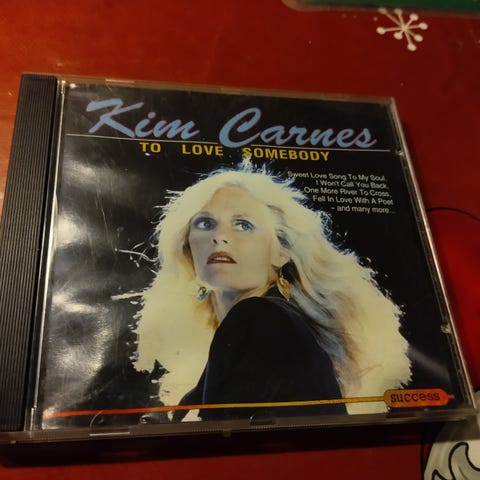 Kim Carnes
TO LOVE SOMEBODY
Sweet Love Song To My Soul,
I Won't Call You Back,
One More River To Cross,
Fell In Love With A Poet
- and many more...
success